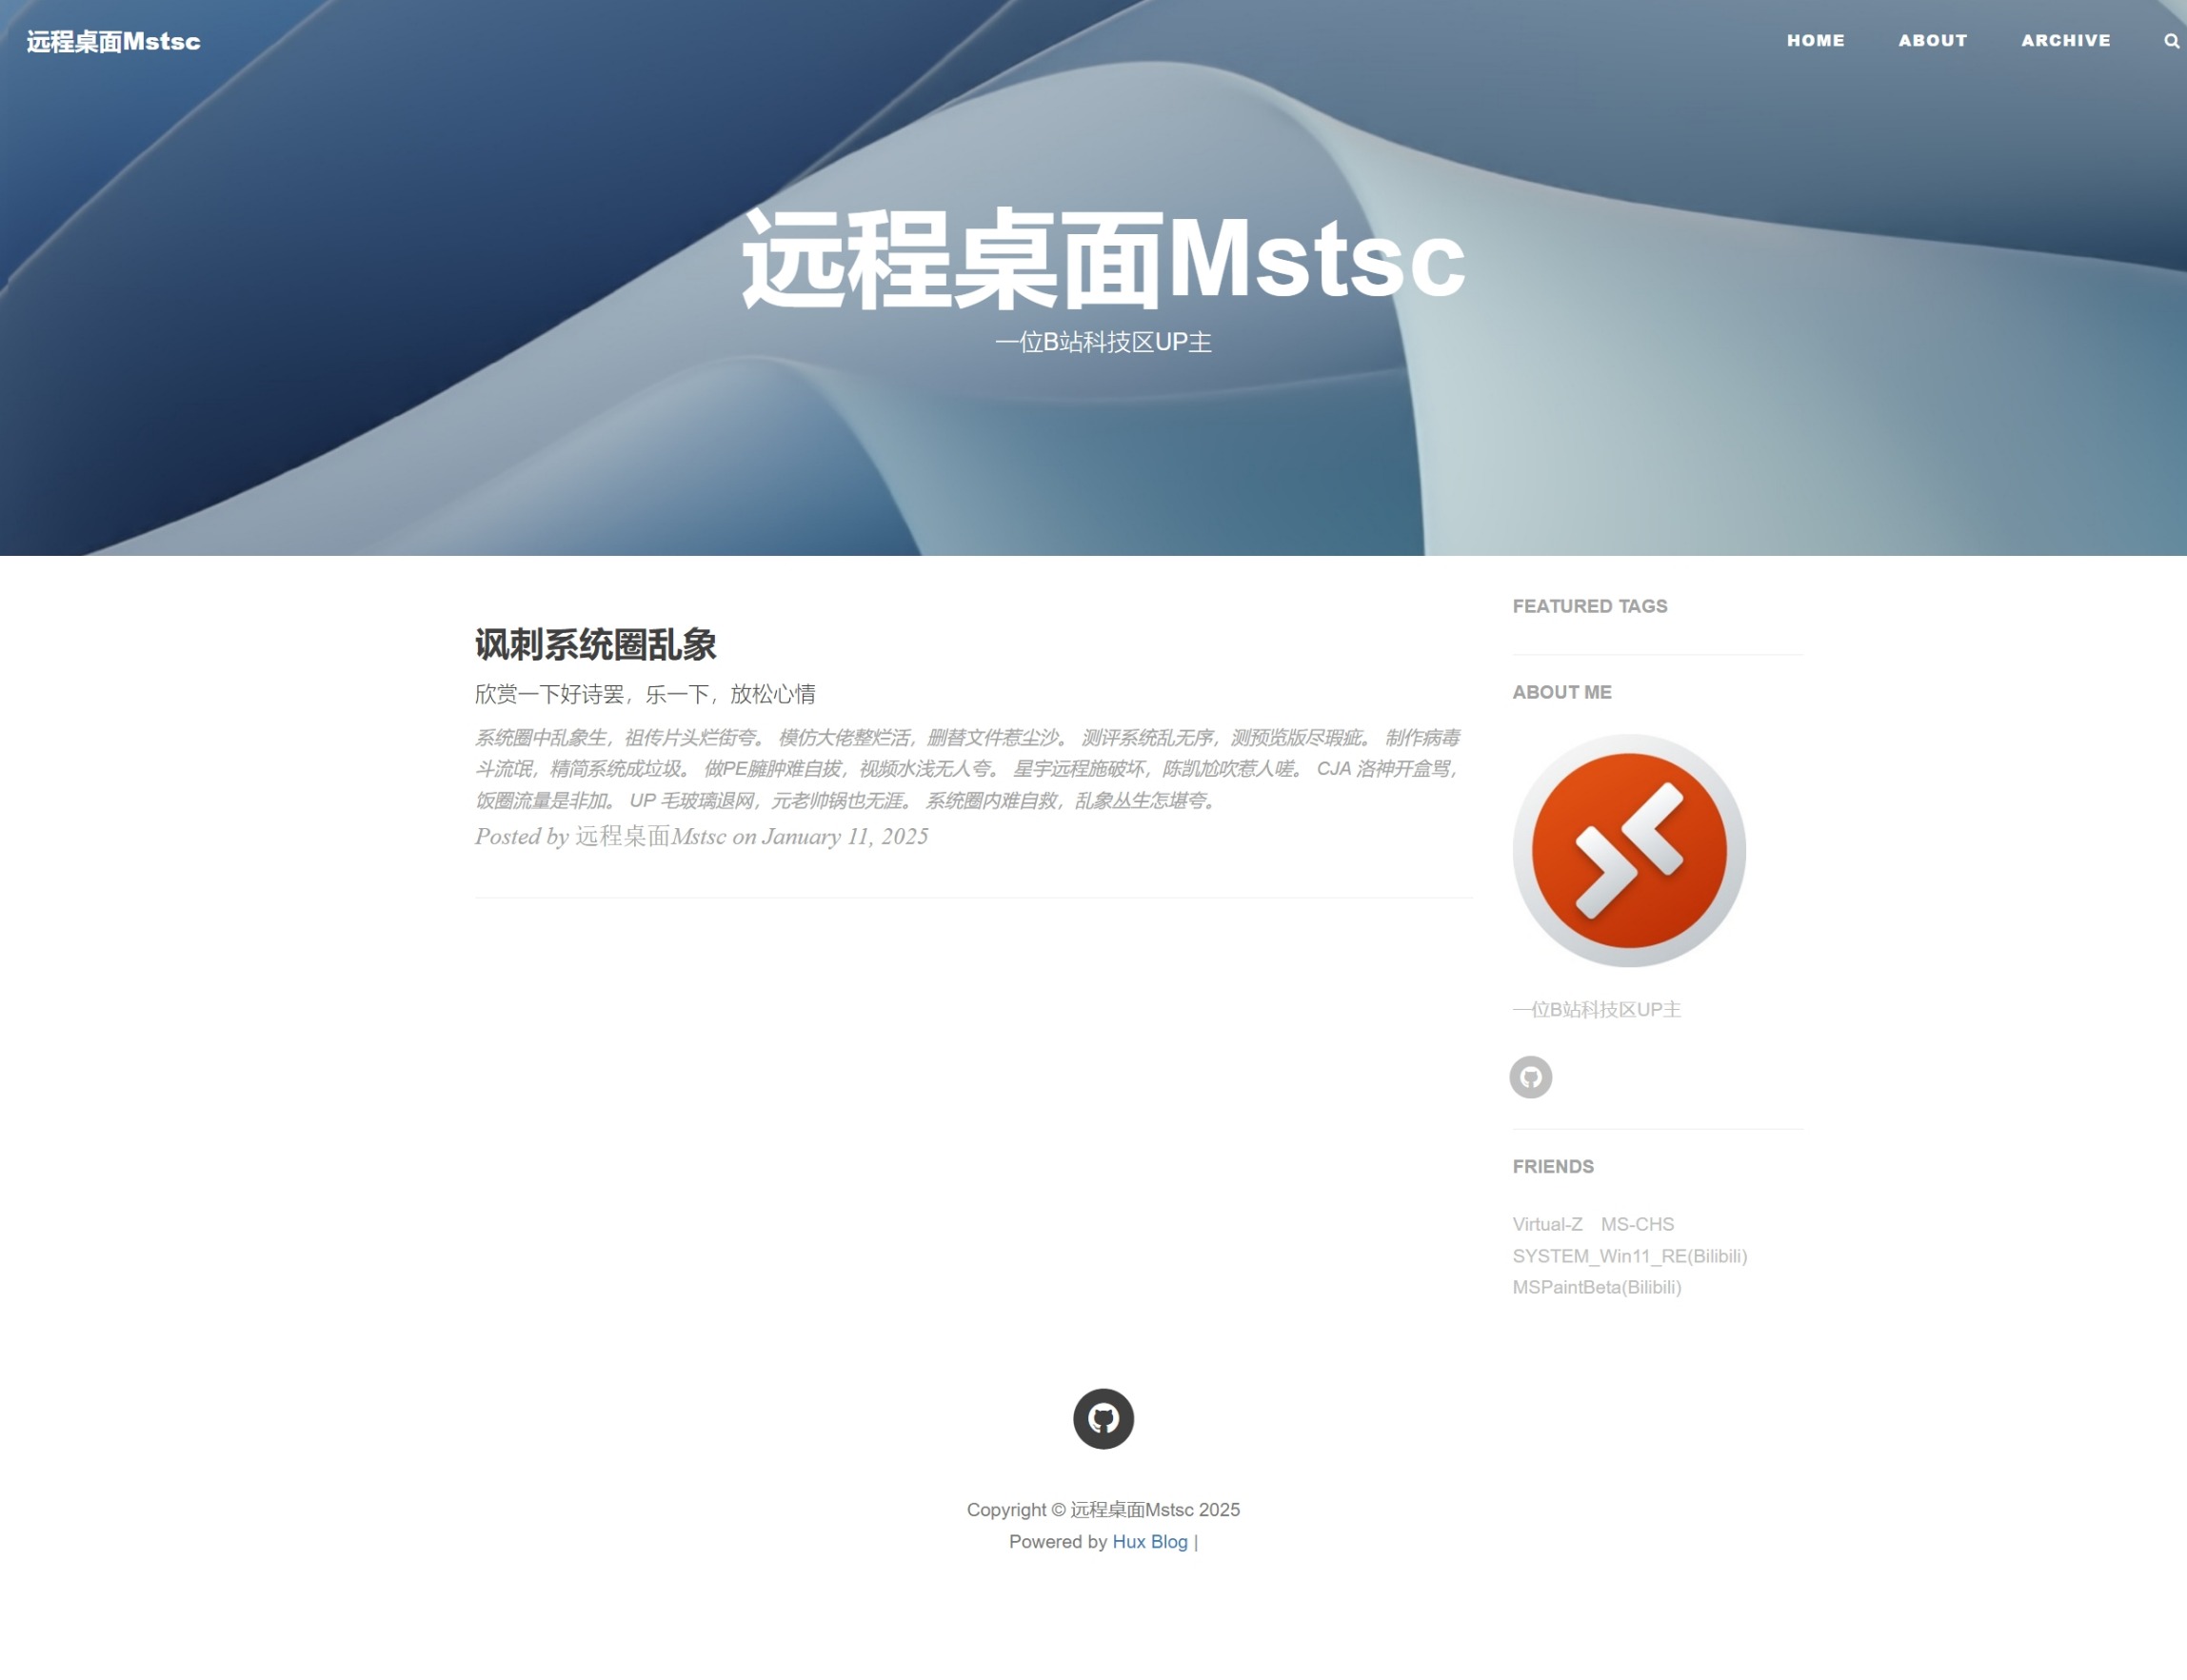 远程桌面Mstsc
HOME ABOUT ARCHIVE
远程桌面Mstsc
一位B站科技区UP主
讽刺系统圈乱象
欣赏一下好诗罢，乐一下，放松心情
系统圈中乱象生，祖传片头烂街夸。 模仿大佬整烂活，删替文件惹尘沙。 测评系统乱无序，测预览版尽瑕疵。 制作病毒
斗流氓，精简系统成垃圾。 做PE臃肿难自拔，视频水浅无人夸。 星宇远程施破坏，陈凯尬吹惹人嗟。 CJA 洛神开盒骂，
饭圈流量是非加。 UP 毛玻璃退网，元老帅锅也无涯。 系统圈内难自救，乱象丛生怎堪夸。
Posted by 远程桌面Mstsc on January 11, 2025
FEATURED TAGS
ABOUT ME
一位B站科技区UP主
FRIENDS
Virtual-Z MS-CHS
SYSTEM_Win11_RE(Bilibili)
MSPaintBeta(Bilibili)
Copyright © 远程桌面Mstsc 2025
Powered by Hux Blog |